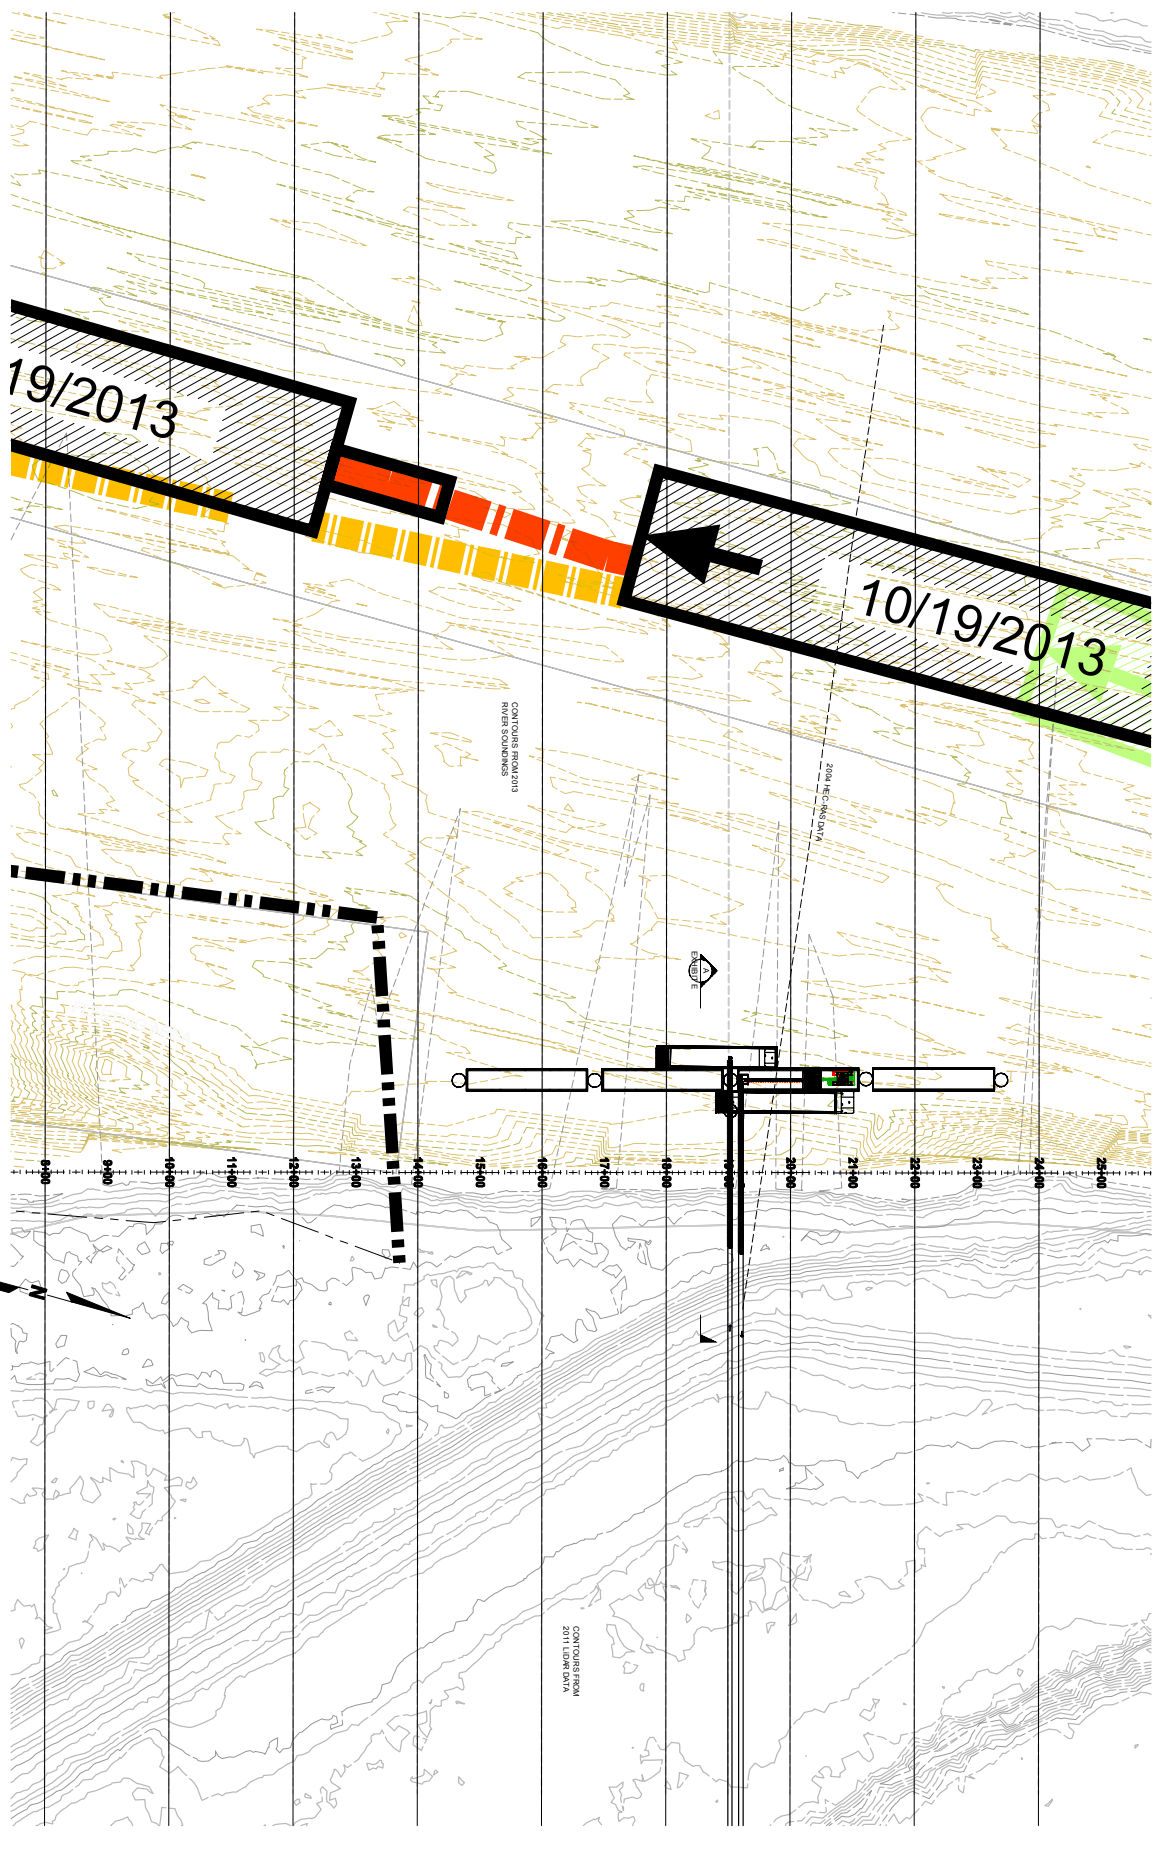 19/2013
10/19/2013
CONTOURS FROM 2013
RIVER SOUNDINGS
2004 HEC-RAS DATA
A
EXHIBIT E
8+00
9+00
10+00
11+00
12+00
13+00
14+00
15+00
16+00
17+00
18+00
20+00
21+00
22+00
23+00
24+00
25+00
N
CONTOURS FROM
2011 LIDAR DATA